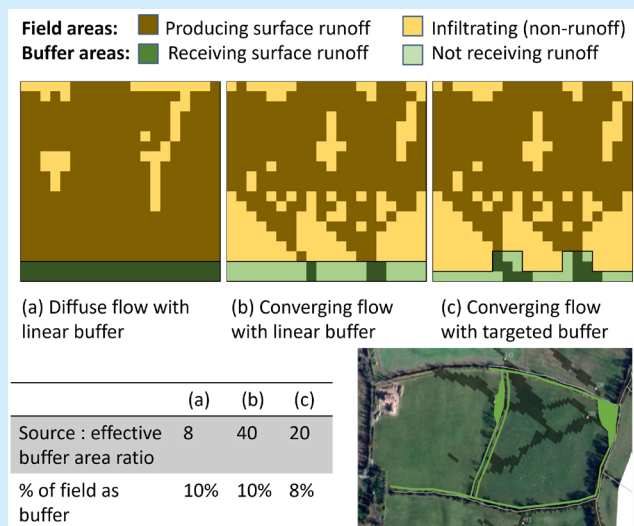 Field areas: Producing surface runoff Infiltrating (non-runoff)
Buffer areas: Receiving surface runoff Not receiving runoff
(a) Diffuse flow with
linear buffer
(b) Converging flow
with linear buffer
(c) Converging flow
with targeted buffer
(a) (b) (c)
Source : effective
buffer area ratio
8 40 20
% of field as
buffer
10% 10% 8%